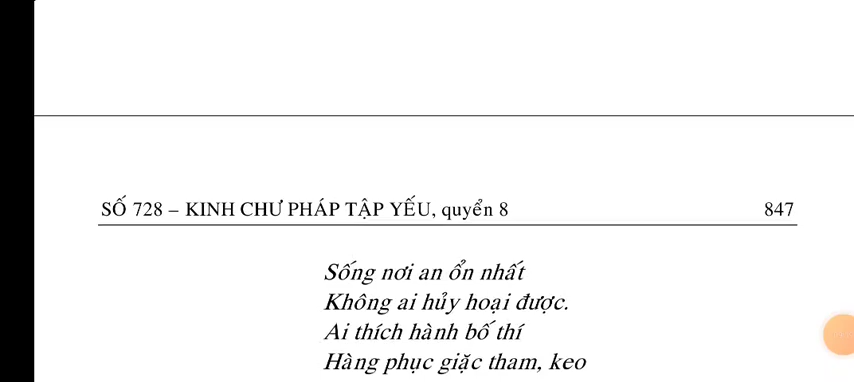 SỐ 728 – KINH CHƯ PHÁP TẬP YẾU, quyển 8 847
Sống nơi an ổn nhất
Không ai hủy hoại được.
Ai thích hành bố thí
Hàng phục giặc tham, keo